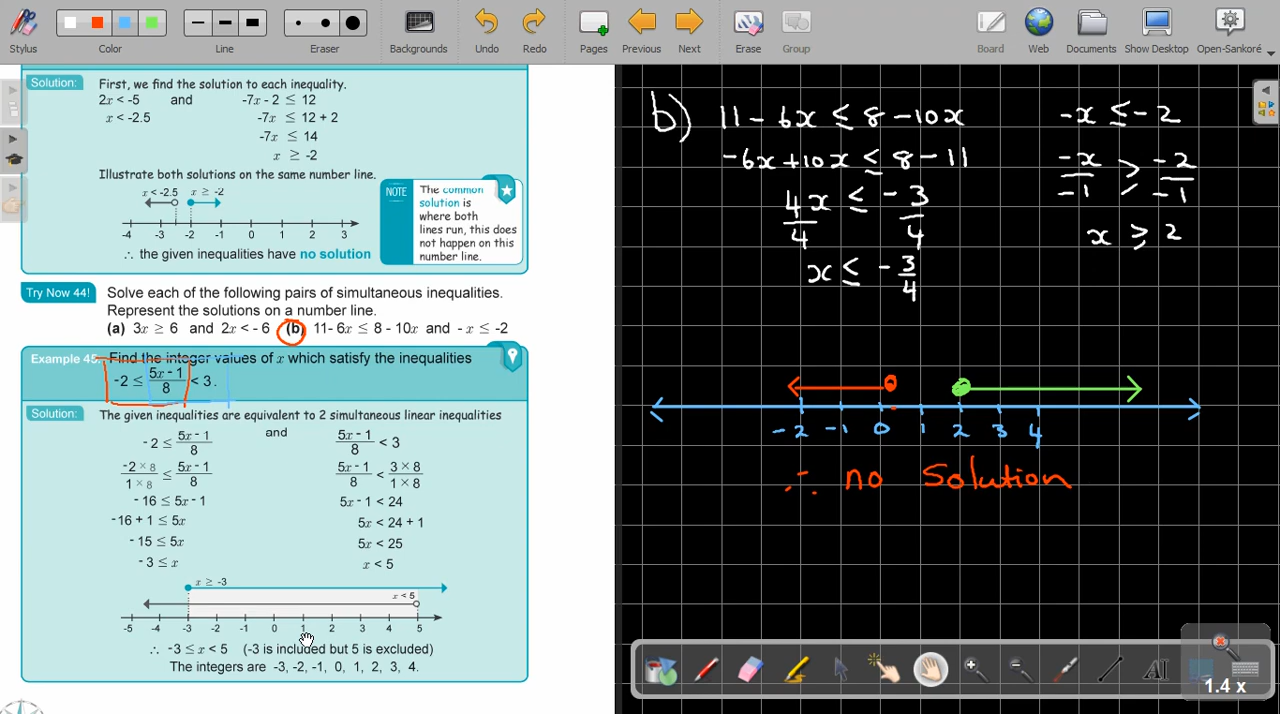 Stylus Color Line Eraser Backgrounds Undo Redo Pages Previous Next Erase Group Board Web Documents Show Desktop Open-Sankoré
Solution: First, we find the solution to each inequality.
2x < -5 and -7x - 2 ≤ 12
x < -2.5 -7x ≤ 12 + 2
-7x ≤ 14
x ≥ -2
Illustrate both solutions on the same number line.
x < -2.5 x ≥ -2
-4 -3 -2 -1 0 1 2 3
∴ the given inequalities have no solution
NOTE
The common
solution is
where both
lines run, this does
not happen on this
number line.
Try Now 44! Solve each of the following pairs of simultaneous inequalities.
Represent the solutions on a number line.
(a) 3x ≥ 6 and 2x < - 6 (b) 11- 6x ≤ 8 - 10x and - x ≤ -2
Example 45 Find the integer values of x which satisfy the inequalities
-2 ≤ (5x - 1)/8 < 3.
Solution: The given inequalities are equivalent to 2 simultaneous linear inequalities
-2 ≤ (5x - 1)/8 and (5x - 1)/8 < 3
(-2 × 8)/(1 × 8) ≤ (5x - 1)/8 (5x - 1)/8 < (3 × 8)/(1 × 8)
-16 ≤ 5x - 1 5x - 1 < 24
-16 + 1 ≤ 5x 5x < 24 + 1
-15 ≤ 5x 5x < 25
-3 ≤ x x < 5
x ≥ -3
x < 5
-5 -4 -3 -2 -1 0 1 2 3 4 5
∴ -3 ≤ x < 5 (-3 is included but 5 is excluded)
The integers are -3, -2, -1, 0, 1, 2, 3, 4.
b) 11 - 6x ≤ 8 - 10x
-6x + 10x ≤ 8 - 11
4x/4 ≤ -3/4
x ≤ -3/4
-x ≤ -2
-x/-1 ≥ -2/-1
x ≥ 2
-2 -1 0 1 2 3 4
∴ no Solution
1.4 x